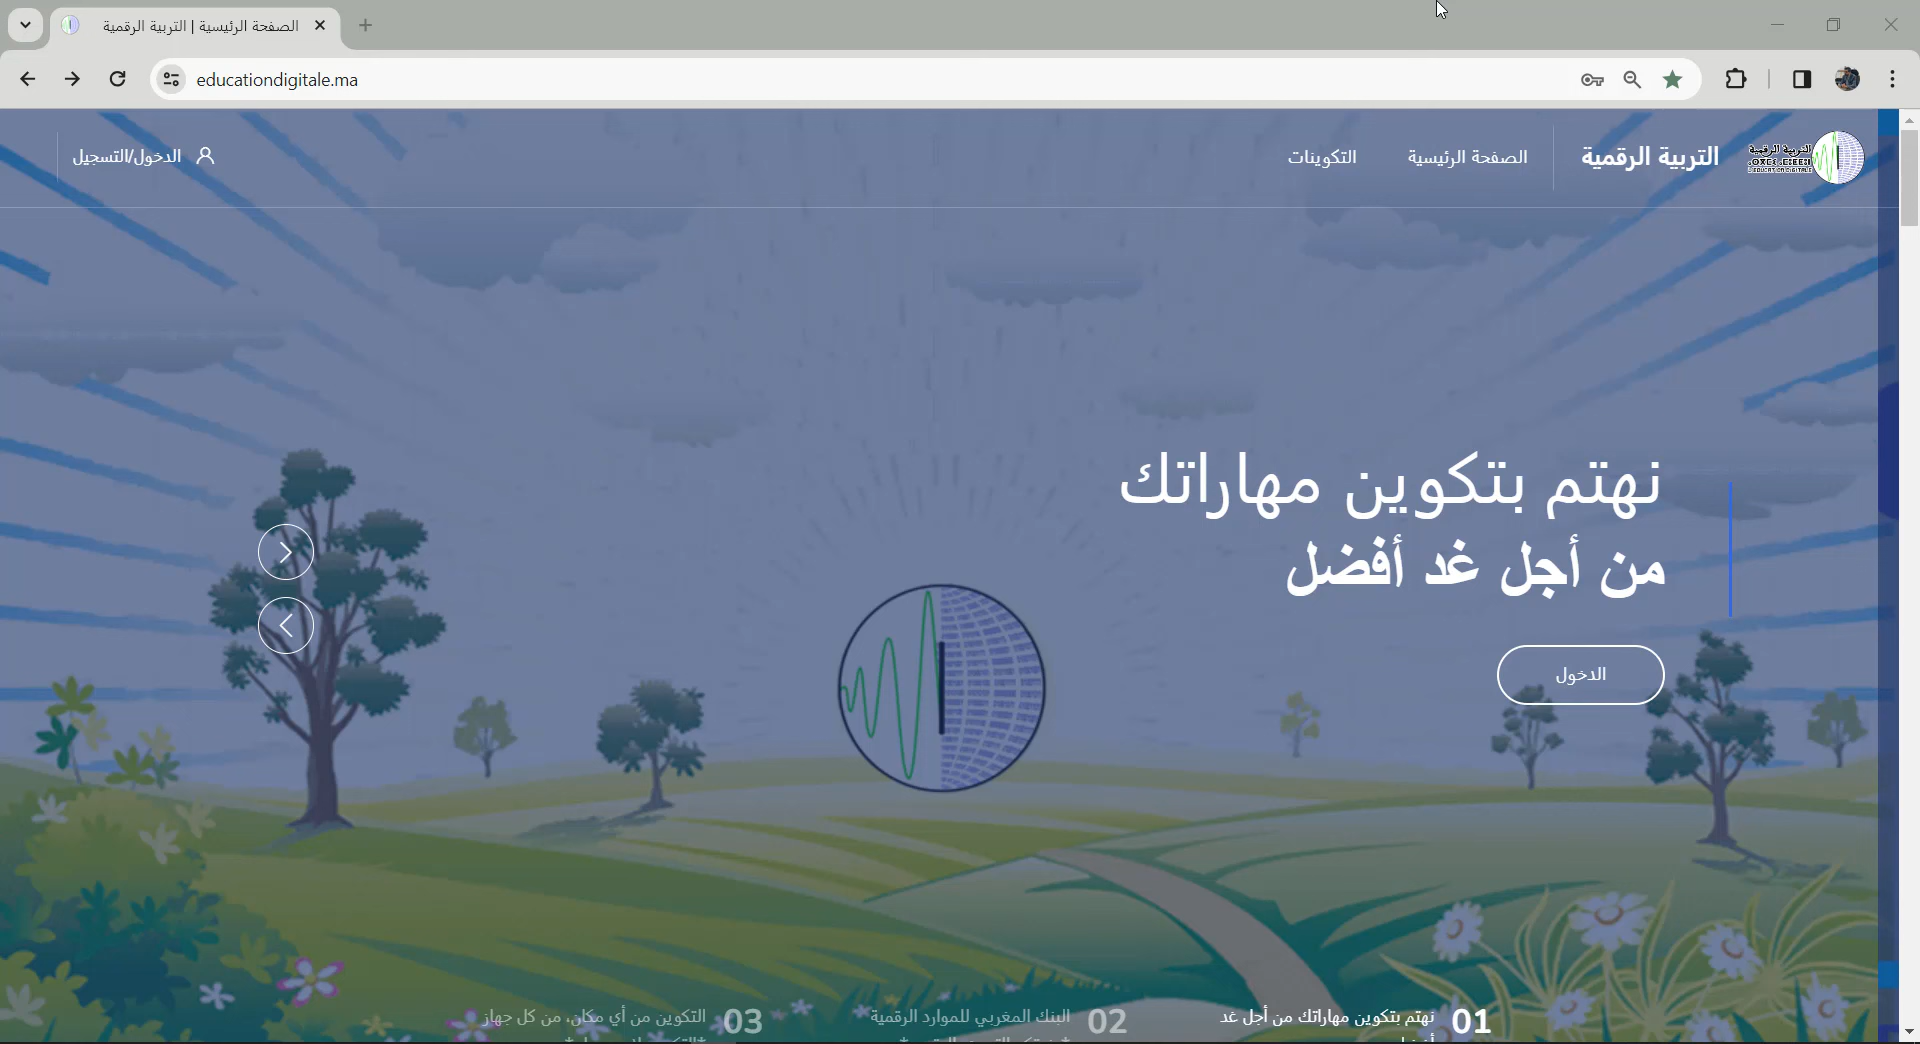 الصفحة الرئيسية | التربية الرقمية
educationdigitale.ma
التربية الرقمية
الصفحة الرئيسية
التكوينات
الدخول/التسجيل
التربية الرقمية
نهتم بتكوين مهاراتك
من أجل غد أفضل
الدخول
01
نهتم بتكوين مهاراتك من أجل غد
02
البنك المغربي للموارد الرقمية
03
التكوين من أي مكان، من كل جهاز